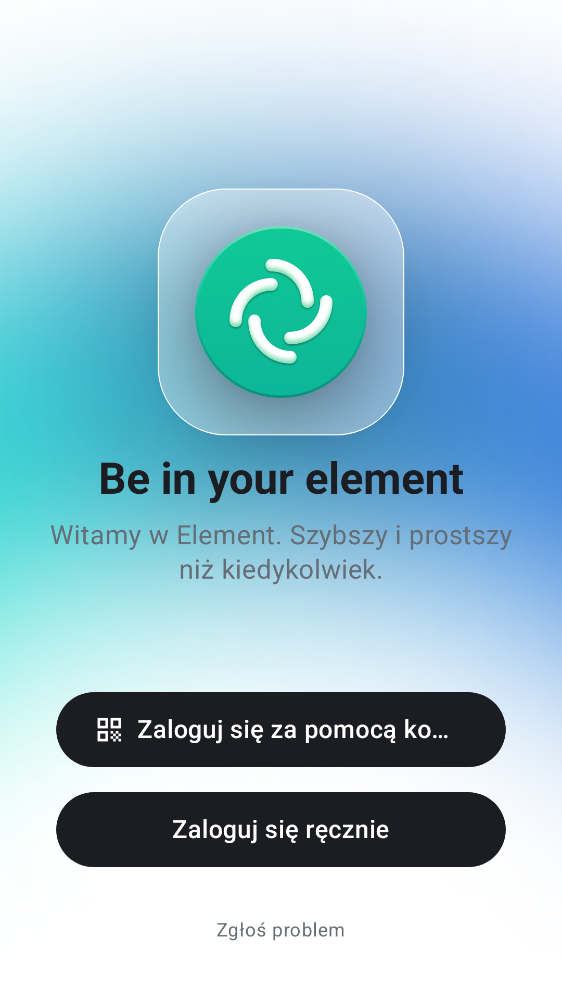 Be in your element
Witamy w Element. Szybszy i prostszy
niż kiedykolwiek.
Zaloguj się za pomocą ko…
Zaloguj się ręcznie
Zgłoś problem